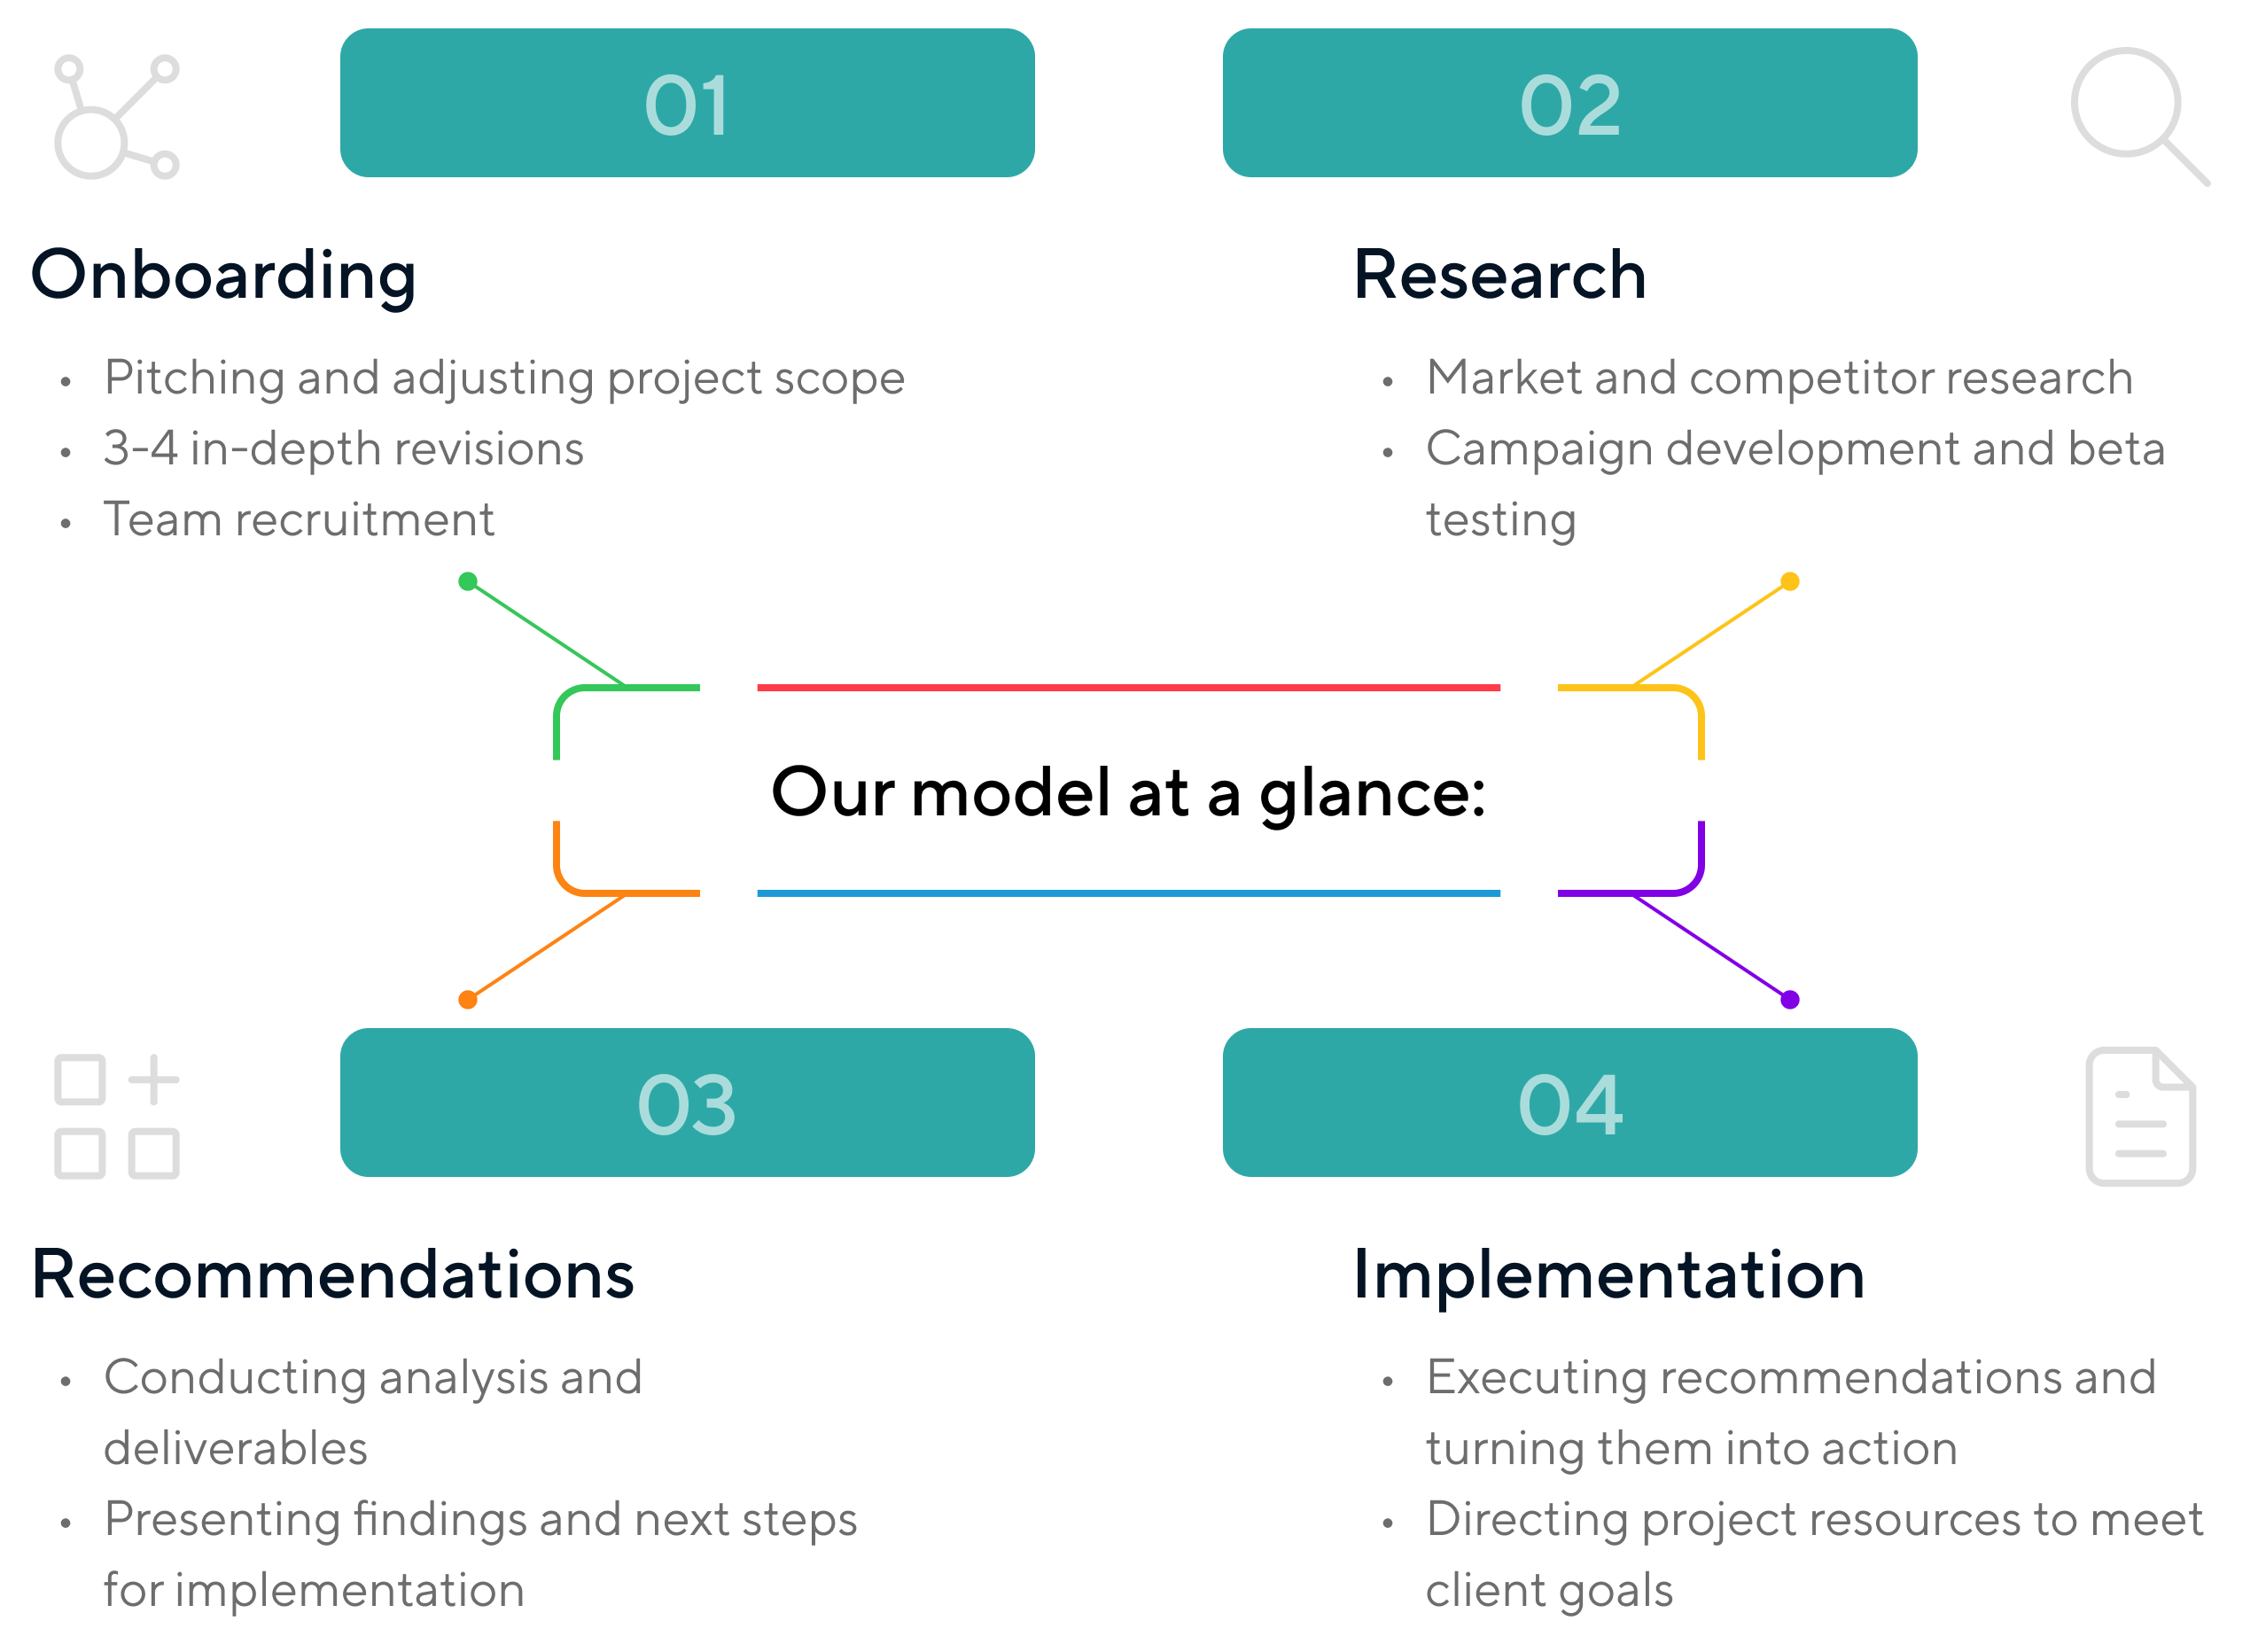 01
Onboarding
• Pitching and adjusting project scope
• 3-4 in-depth revisions
• Team recruitment
02
Research
• Market and competitor research
• Campaign development and beta
testing
Our model at a glance:
03
Recommendations
• Conducting analysis and
deliverables
• Presenting findings and next steps
for implementation
04
Implementation
• Executing recommendations and
turning them into action
• Directing project resources to meet
client goals